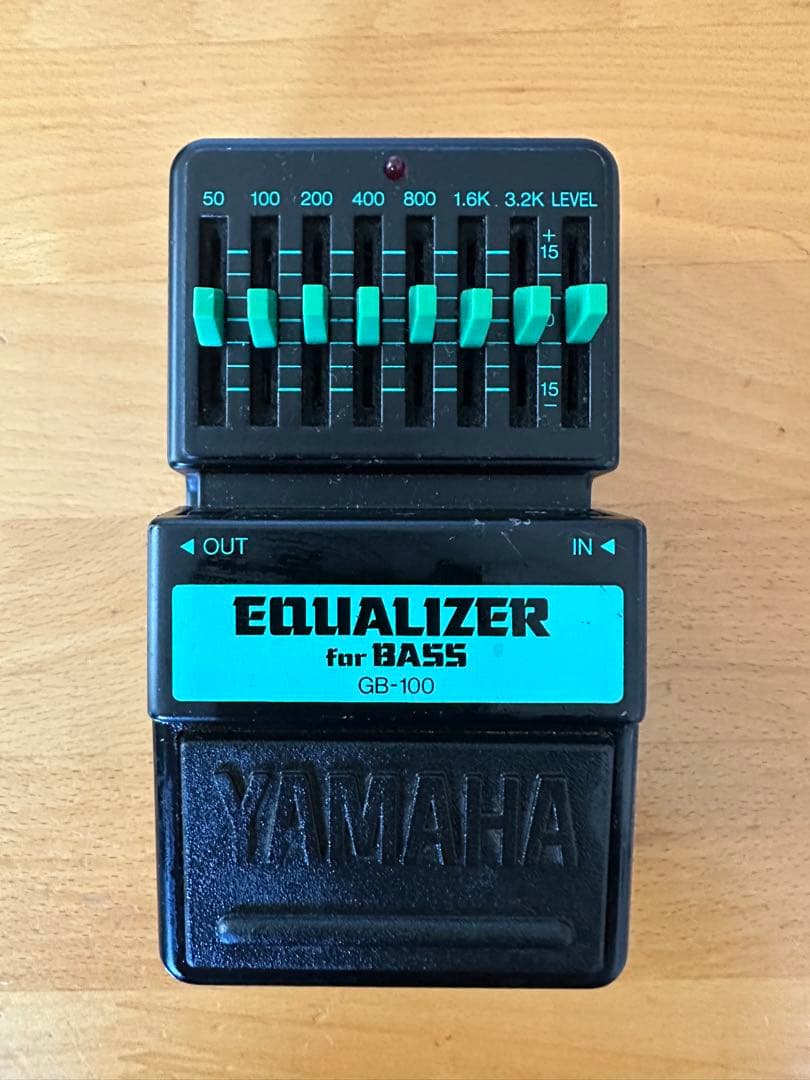 50 100 200 400 800 1.6K 3.2K LEVEL
+
15
0
15
−
◀ OUT IN ◀
EQUALIZER
for BASS
GB-100
YAMAHA